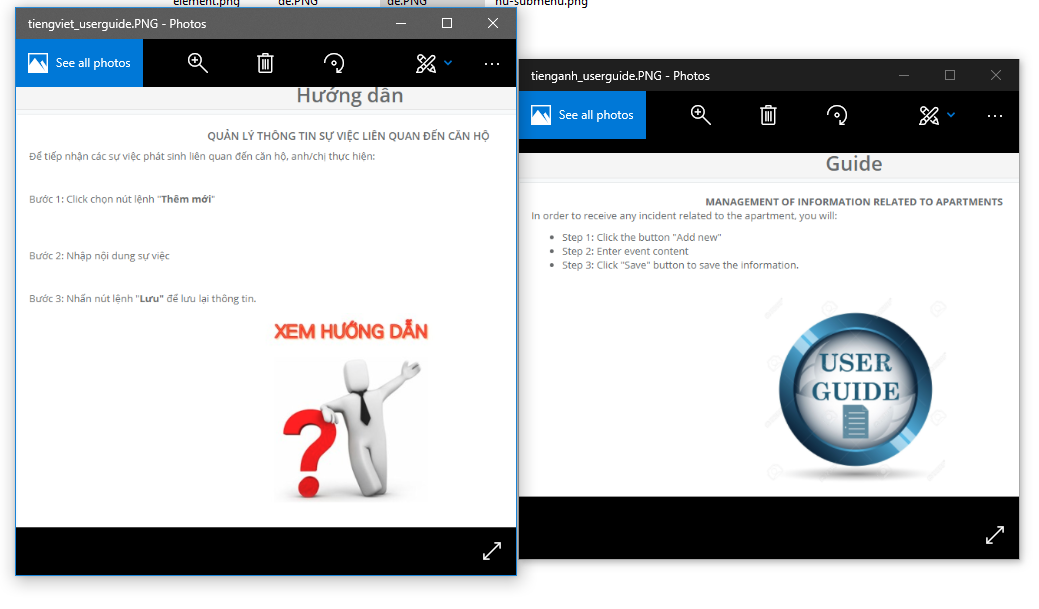 element.png de.PNG de.PNG nu-submenu.png
tiengviet_userguide.PNG - Photos
See all photos
Hướng dẫn
QUẢN LÝ THÔNG TIN SỰ VIỆC LIÊN QUAN ĐẾN CĂN HỘ
Để tiếp nhận các sự việc phát sinh liên quan đến căn hộ, anh/chị thực hiện:
Bước 1: Click chọn nút lệnh "Thêm mới"
Bước 2: Nhập nội dung sự việc
Bước 3: Nhấn nút lệnh "Lưu" để lưu lại thông tin.
XEM HƯỚNG DẪN
tienganh_userguide.PNG - Photos
See all photos
Guide
MANAGEMENT OF INFORMATION RELATED TO APARTMENTS
In order to receive any incident related to the apartment, you will:
• Step 1: Click the button "Add new"
• Step 2: Enter event content
• Step 3: Click "Save" button to save the information.
USER
GUIDE